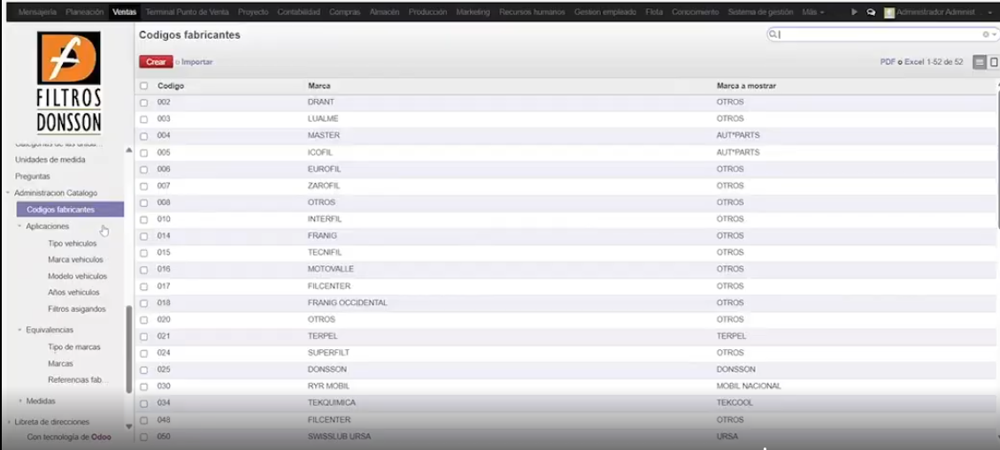 Mensajería Planeación Ventas Terminal Punto de Venta Proyecto Contabilidad Compras Almacén Producción Marketing Recursos humanos Gestion empleado Flota Conocimiento Sistema de gestión Más Administrador Administ
FILTROS
DONSSON
Unidades de medida
Preguntas
Administracion Catalogo
Codigos fabricantes
Aplicaciones
Tipo vehiculos
Marca vehiculos
Modelo vehiculos
Años vehiculos
Filtros asigandos
Equivalencias
Tipo de marcas
Marcas
Referencias fab...
Medidas
Libreta de direcciones
Con tecnología de Odoo
Codigos fabricantes
Crear o Importar
PDF o Excel 1-52 de 52
Codigo Marca Marca a mostrar
002 DRANT OTROS
003 LUALME OTROS
004 MASTER AUT*PARTS
005 ICOFIL AUT*PARTS
006 EUROFIL OTROS
007 ZAROFIL OTROS
008 OTROS OTROS
010 INTERFIL OTROS
014 FRANIG OTROS
015 TECNIFIL OTROS
016 MOTOVALLE OTROS
017 FILCENTER OTROS
018 FRANIG OCCIDENTAL OTROS
020 OTROS OTROS
021 TERPEL TERPEL
024 SUPERFILT OTROS
025 DONSSON DONSSON
030 RYR MOBIL MOBIL NACIONAL
034 TEKQUIMICA TEKCOOL
048 FILCENTER OTROS
050 SWISSLUB URSA URSA